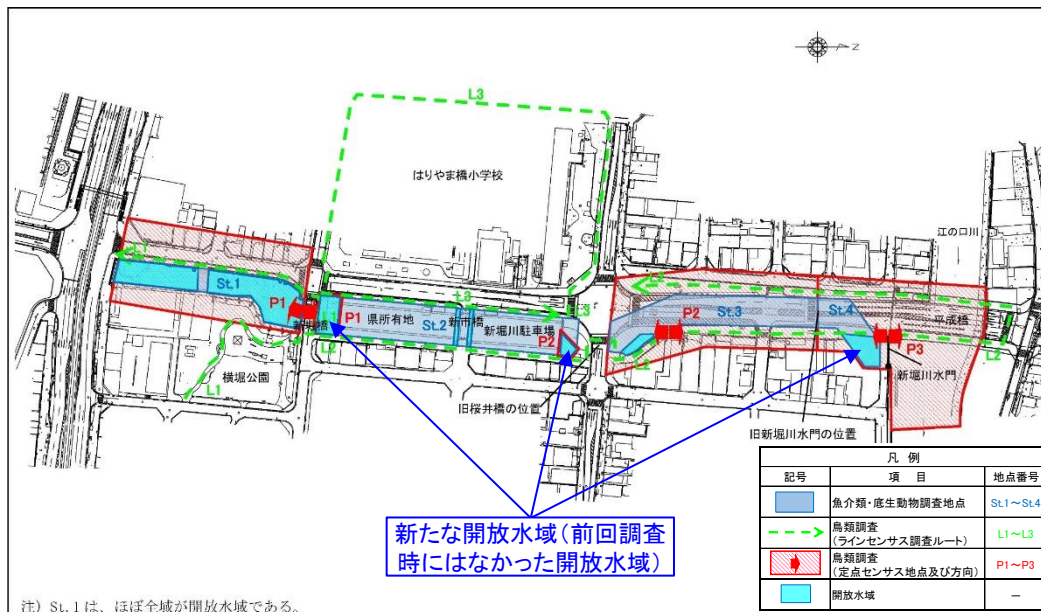 N
L3
はりやま橋小学校
江の口川
L1
St.1
P1
L1
P1
県所有地
St.2
新市橋
新堀川駐車場
P2
L3
L3
L2
P2
St.3
St.4
平成橋
L3
L2
L2
P3
新堀川水門
横堀公園
L1
旧桜井橋の位置
旧新堀川水門の位置
新たな開放水域(前回調査
時にはなかった開放水域)
凡 例
記号 項 目 地点番号
魚介類・底生動物調査地点 St.1~St.4
鳥類調査
(ラインセンサス調査ルート) L1~L3
鳥類調査
(定点センサス地点及び方向) P1~P3
開放水域 -
注) St.1は、ほぼ全域が開放水域である。